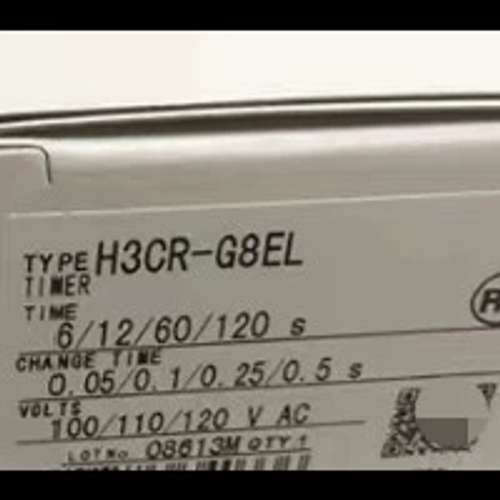 TYPE H3CR-G8EL
TIMER
TIME
6/12/60/120 s
CHANGE TIME
0.05/0.1/0.25/0.5 s
VOLTS
100/110/120 V AC
LOT No 08613M QTY 1